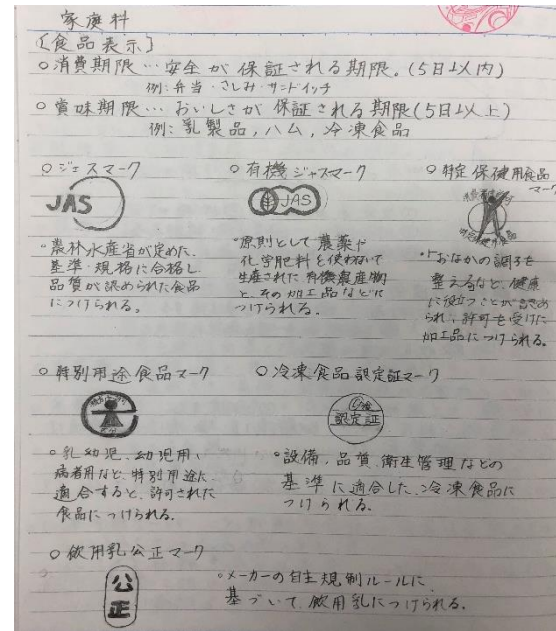 家庭科
〔食品表示〕
○消費期限…安全が保証される期限。(5日以内)
例:弁当・さしみ・サンドイッチ
○賞味期限…おいしさが保証される期限(5日以上)
例:乳製品,ハム,冷凍食品
○ジャスマーク
JAS
・農林水産省が定めた、
基準・規格に合格し
品質が認められた食品
につけられる。
○有機ジャスマーク
JAS
・原則として農薬や
化学肥料を使わないで
生産された有機農産物
と、その加工品などに
つけられる。
○特定保健用食品
マーク
・「おなかの調子を
整えるなど、健康
に役立つことが認め
られ、許可を受けた
加工品につけられる。
○特別用途食品マーク
・乳幼児、幼児用、
病者用など、特別用途に
適合すると、許可された
食品につけられる。
○冷凍食品認定証マーク
認定証
・設備、品質、衛生管理などの
基準に適合した、冷凍食品に
つけられる。
○飲用乳公正マーク
公正
・メーカーの自主規制ルールに
基づいて、飲用乳につけられる。